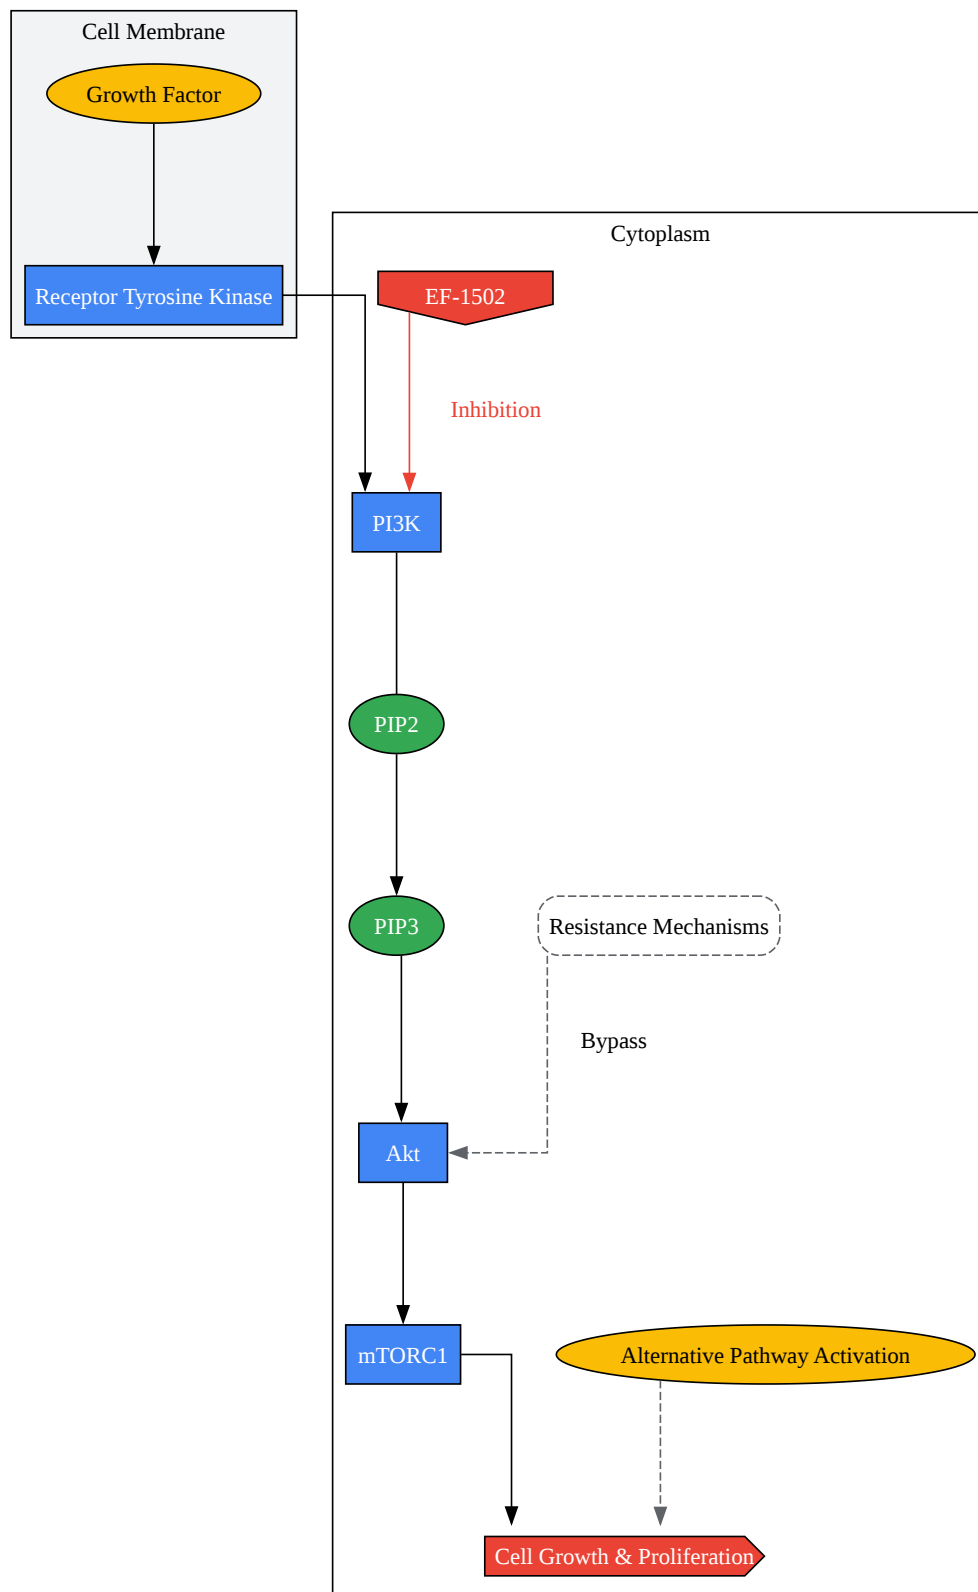 Cell Membrane
Growth Factor
Receptor Tyrosine Kinase
Cytoplasm
EF-1502
Inhibition
PI3K
PIP2
PIP3
Resistance Mechanisms
Bypass
Akt
mTORC1
Alternative Pathway Activation
Cell Growth & Proliferation